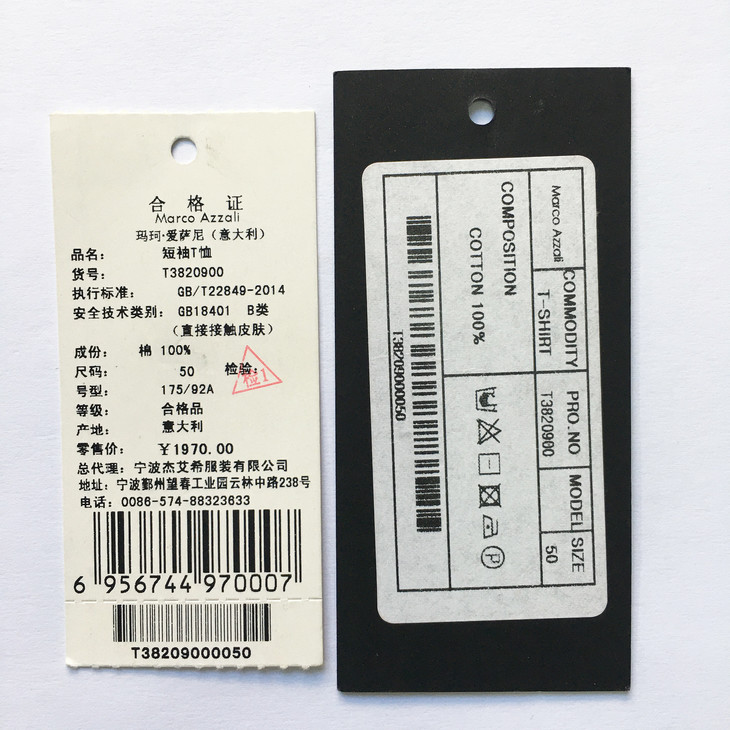 合格证
Marco Azzali
玛珂·爱萨尼(意大利)
品名: 短袖T恤
货号: T3820900
执行标准: GB/T22849-2014
安全技术类别: GB18401 B类
(直接接触皮肤)
成份: 棉 100%
尺码: 50 检验:
检1
号型: 175/92A
等级: 合格品
产地: 意大利
零售价: ¥1970.00
总代理: 宁波杰艾希服装有限公司
地址: 宁波鄞州望春工业园云林中路238号
电话: 0086-574-88323633
6 956744 970007
T38209000050
Marco Azzali
COMMODITY
T-SHIRT
PRO.NO
T3820900
MODEL SIZE
50
COMPOSITION
COTTON 100%
P
T38209000050